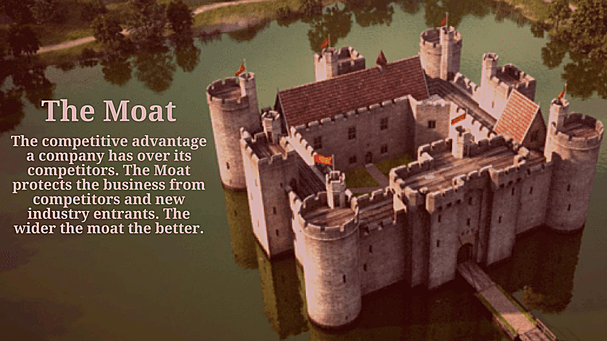 The Moat
The competitive advantage
a company has over its
competitors. The Moat
protects the business from
competitors and new
industry entrants. The
wider the moat the better.